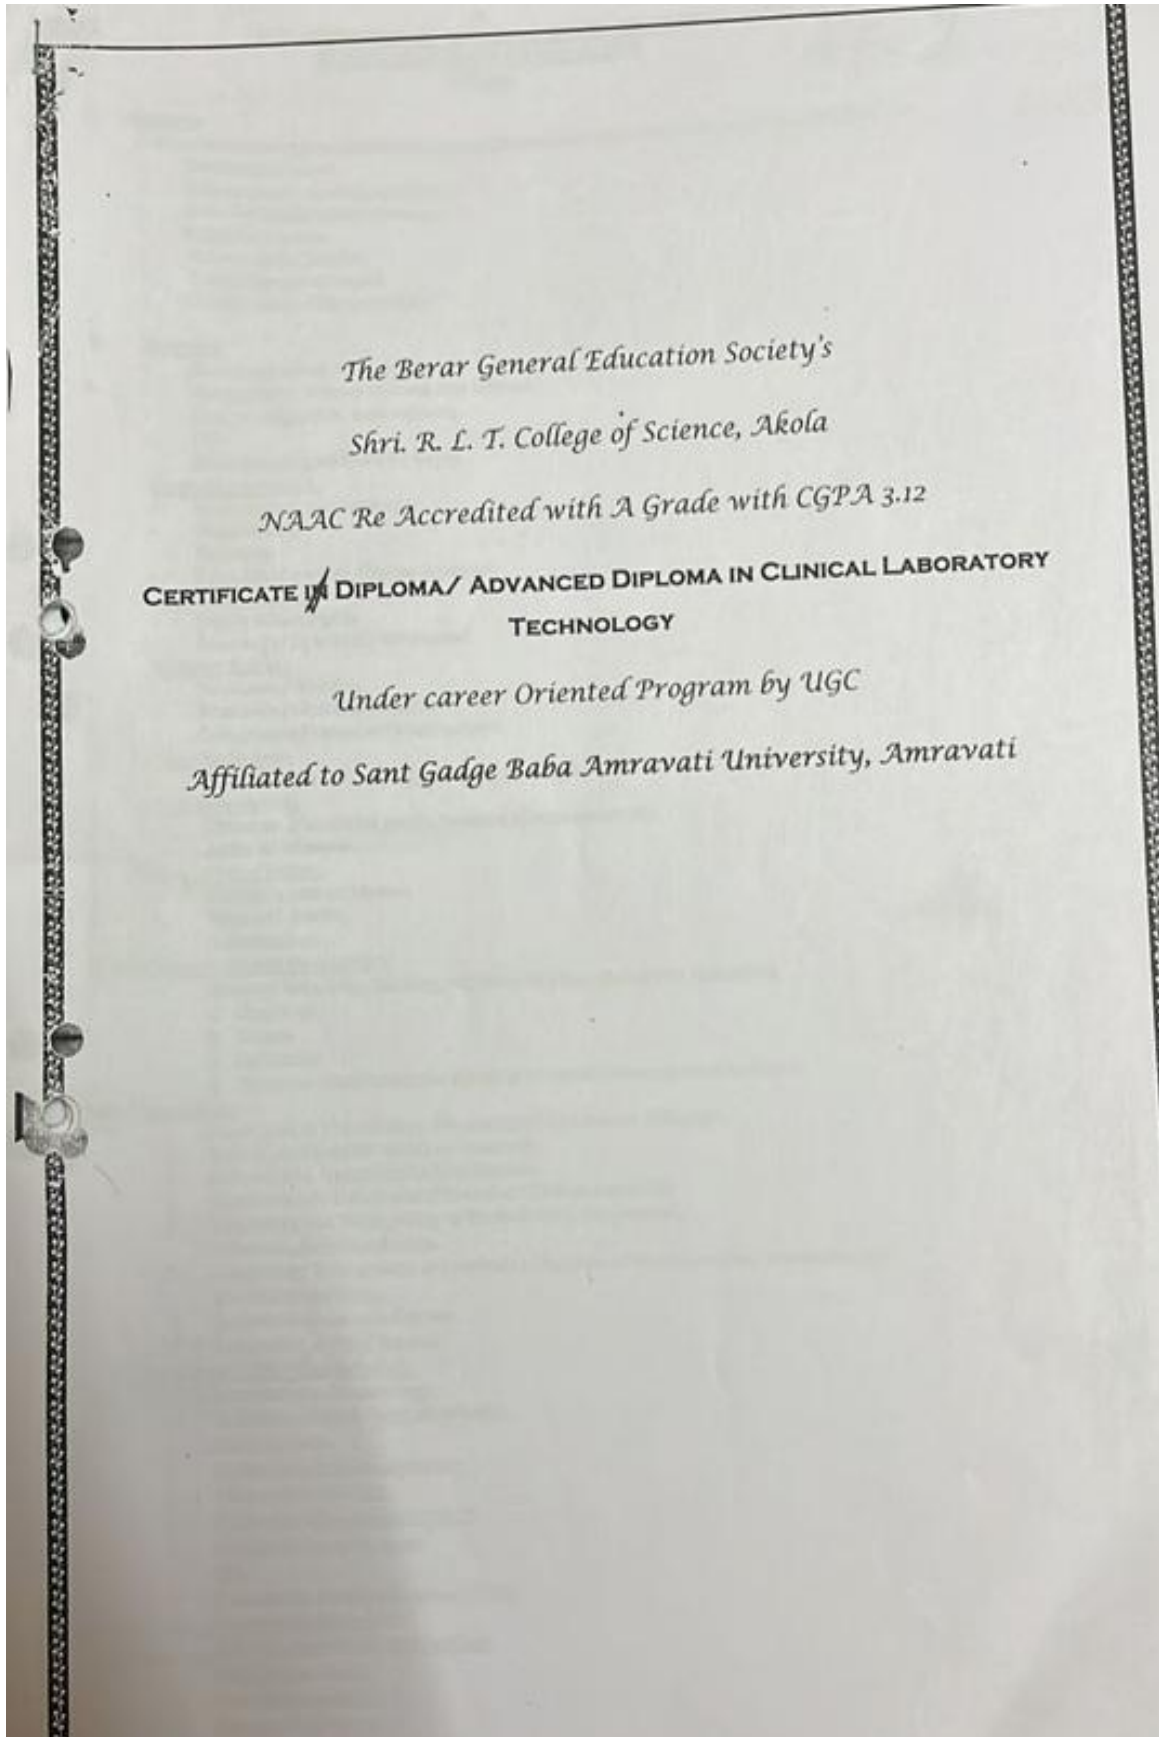 The Berar General Education Society's
Shri. R. L. T. College of Science, Akola
NAAC Re Accredited with A Grade with CGPA 3.12
CERTIFICATE IN DIPLOMA/ ADVANCED DIPLOMA IN CLINICAL LABORATORY
TECHNOLOGY
Under career Oriented Program by UGC
Affiliated to Sant Gadge Baba Amravati University, Amravati